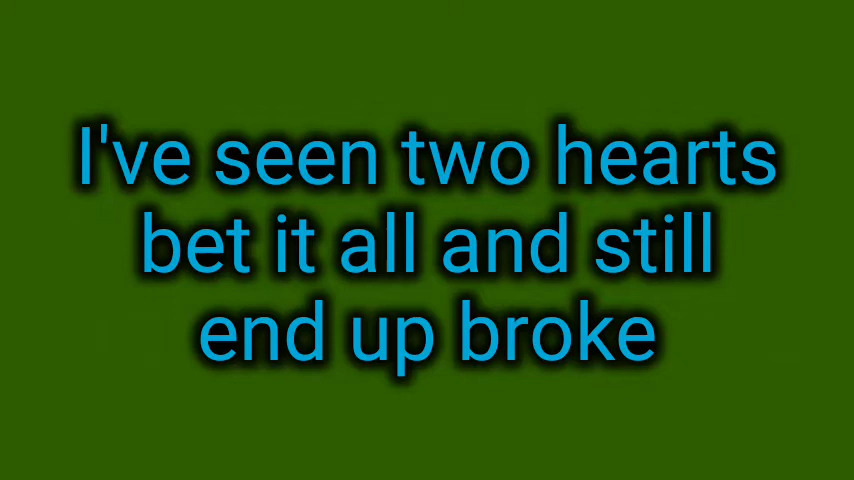 I've seen two hearts
bet it all and still
end up broke